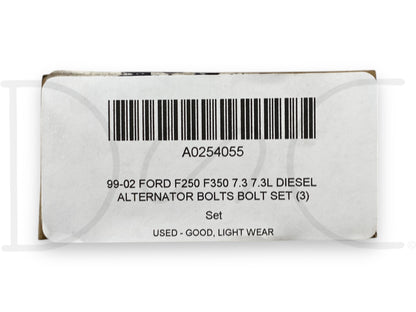 A0254055
99-02 FORD F250 F350 7.3 7.3L DIESEL
ALTERNATOR BOLTS BOLT SET (3)
Set
USED - GOOD, LIGHT WEAR